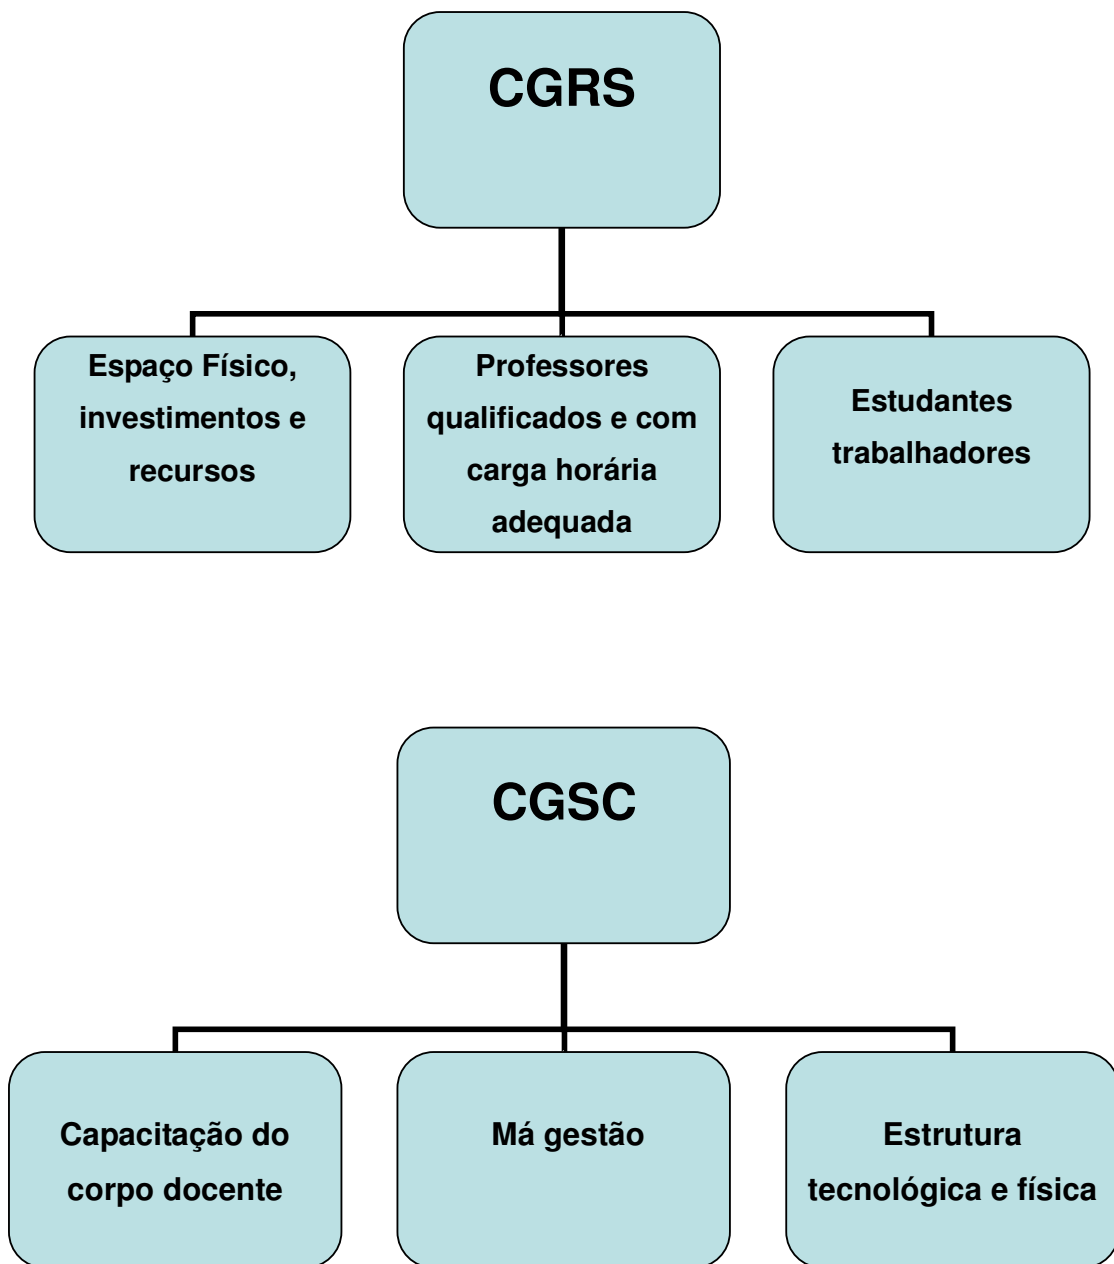 CGRS
Espaço Físico,
investimentos e
recursos
Professores
qualificados e com
carga horária
adequada
Estudantes
trabalhadores
CGSC
Capacitação do
corpo docente
Má gestão
Estrutura
tecnológica e física